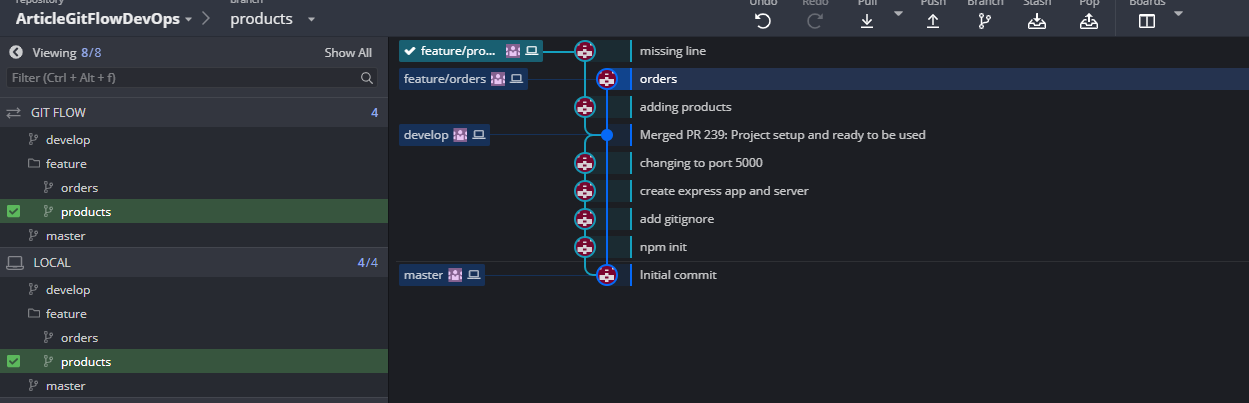 repository
branch
ArticleGitFlowDevOps
products
Undo
Redo
Pull
Push
Branch
Stash
Pop
Boards
Viewing 8/8
Show All
Filter (Ctrl + Alt + f)
GIT FLOW 4
develop
feature
orders
products
master
LOCAL 4/4
develop
feature
orders
products
master
feature/pro... missing line
feature/orders orders
adding products
develop Merged PR 239: Project setup and ready to be used
changing to port 5000
create express app and server
add gitignore
npm init
master Initial commit